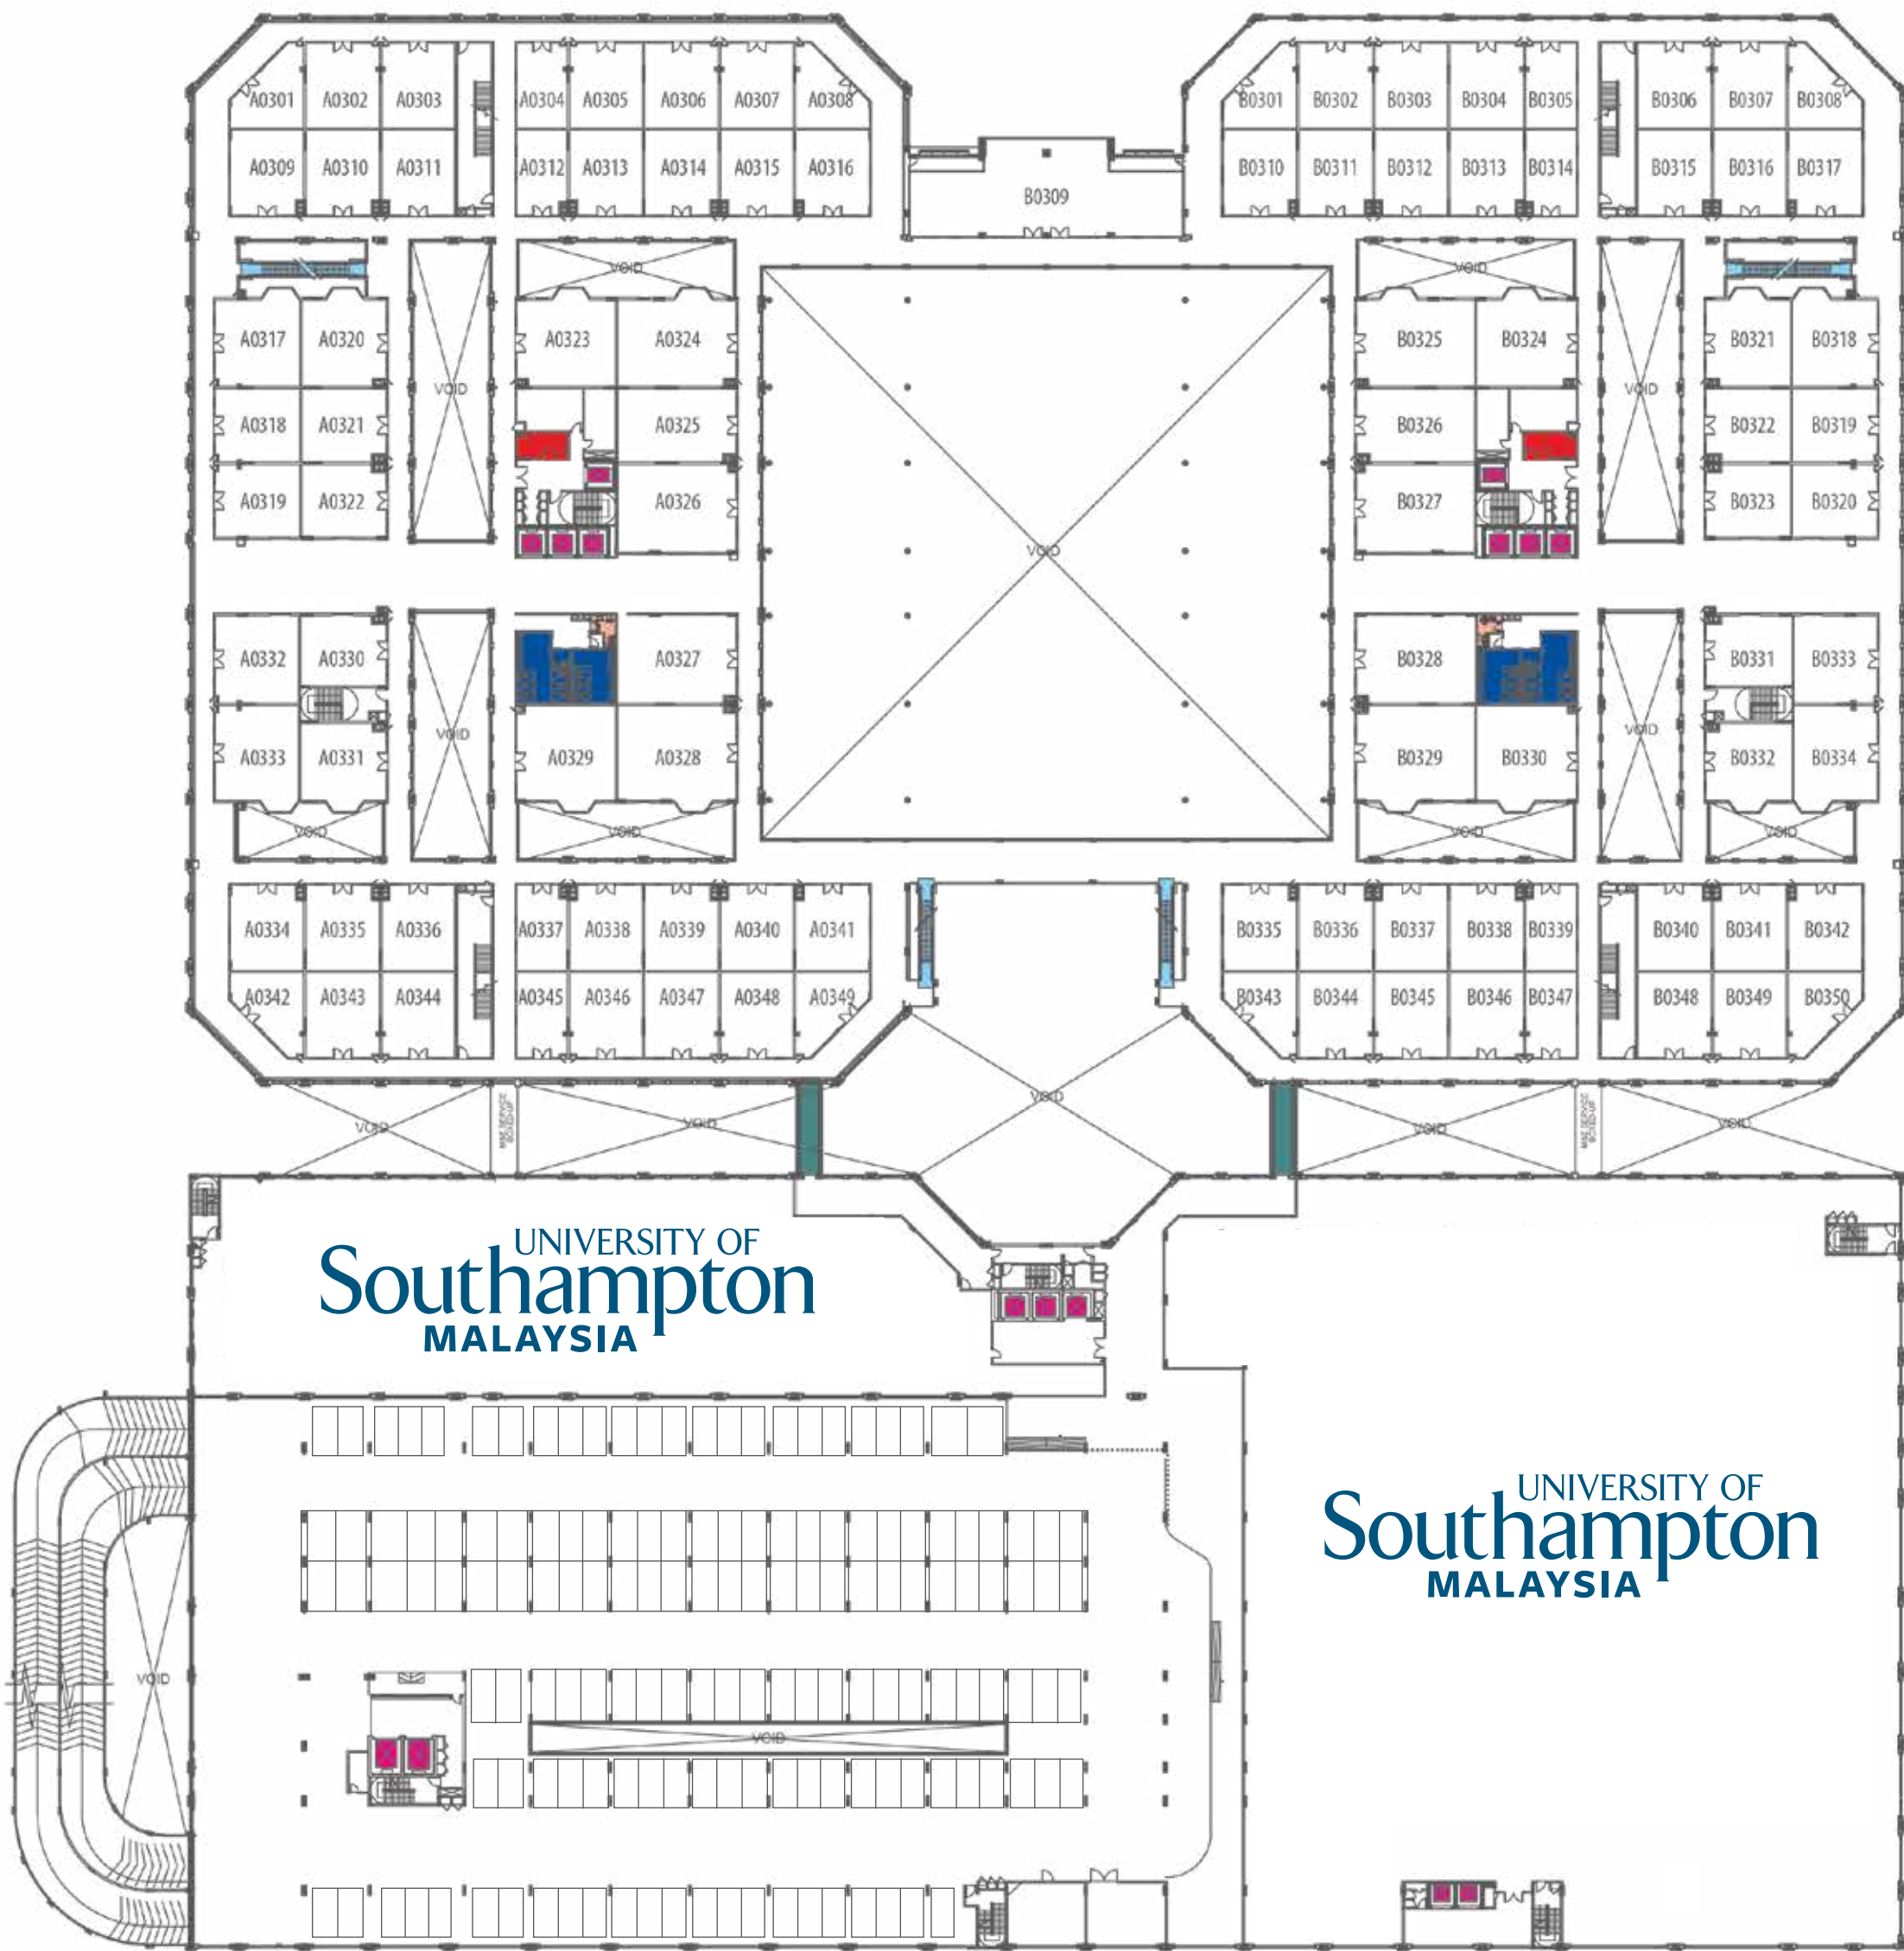 A0301 A0302 A0303 A0304 A0305 A0306 A0307 A0308
B0301 B0302 B0303 B0304 B0305 B0306 B0307 B0308
A0309 A0310 A0311 A0312 A0313 A0314 A0315 A0316
B0309
B0310 B0311 B0312 B0313 B0314 B0315 B0316 B0317
VOID
VOID
A0317 A0320 A0323 A0324
B0325 B0324 B0321 B0318
VOID
VOID
A0318 A0321 A0325
B0326 B0322 B0319
A0319 A0322 A0326
B0327 B0323 B0320
VOID
A0332 A0330 A0327
B0328 B0331 B0333
VOID
VOID
A0333 A0331 A0329 A0328
B0329 B0330 B0332 B0334
VOID
VOID
VOID
VOID
A0334 A0335 A0336 A0337 A0338 A0339 A0340 A0341
B0335 B0336 B0337 B0338 B0339 B0340 B0341 B0342
A0342 A0343 A0344 A0345 A0346 A0347 A0348 A0349
B0343 B0344 B0345 B0346 B0347 B0348 B0349 B0350
VOID
VOID
VOID
VOID
VOID
UNIVERSITY OF
Southampton
MALAYSIA
UNIVERSITY OF
Southampton
MALAYSIA
VOID
VOID